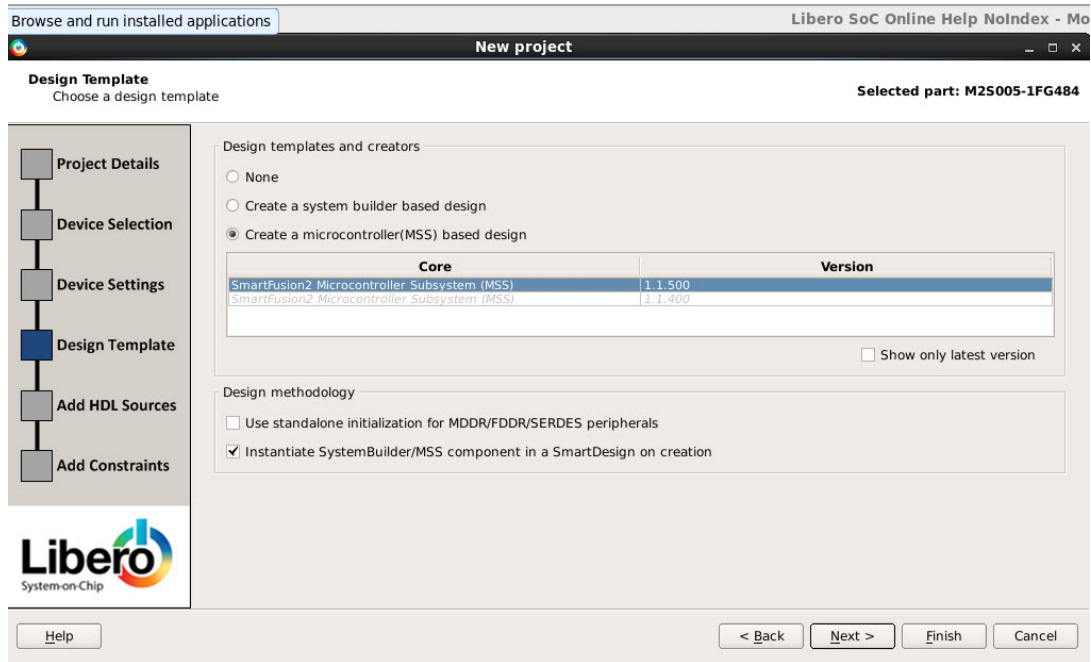 Browse and run installed applications
Libero SoC Online Help NoIndex - Mo
New project
Design Template
Choose a design template
Selected part: M2S005-1FG484
Project Details
Device Selection
Device Settings
Design Template
Add HDL Sources
Add Constraints
Design templates and creators
None
Create a system builder based design
Create a microcontroller(MSS) based design
Core Version
SmartFusion2 Microcontroller Subsystem (MSS) 1.1.500
SmartFusion2 Microcontroller Subsystem (MSS) 1.1.400
Show only latest version
Design methodology
Use standalone initialization for MDDR/FDDR/SERDES peripherals
Instantiate SystemBuilder/MSS component in a SmartDesign on creation
Libero
System-on-Chip
Help
< Back Next > Finish Cancel